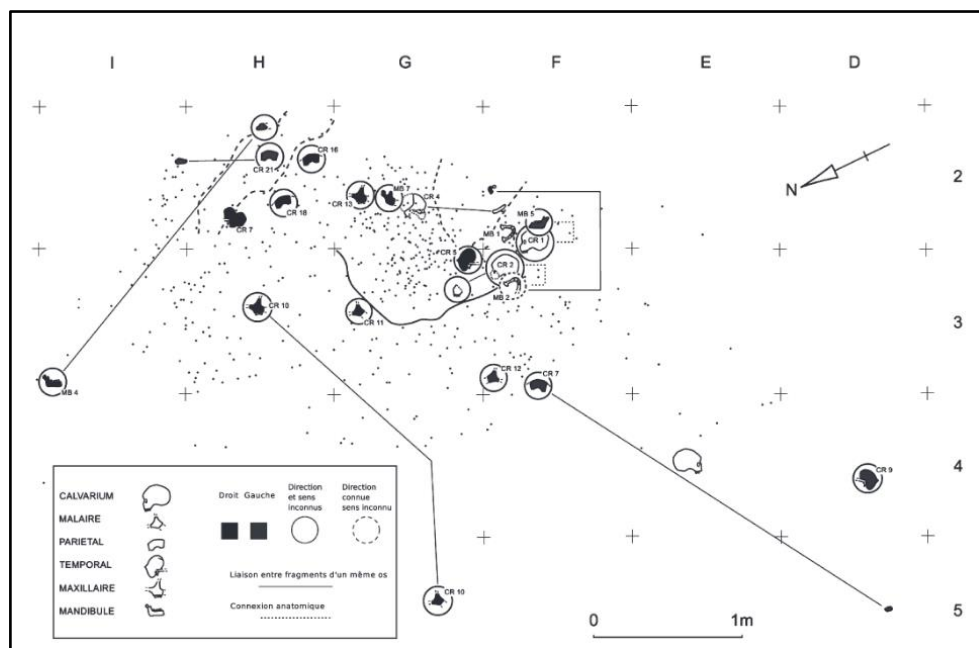 I H G F E D
N
2
CR 16
CR 21
CR 18
CR 7
CR 13
MB 7
CR 4
MB 5
MB 1
CR 1
CR 2
MB 2
3
CR 10
CR 11
MB 4
CR 12
CR 7
4
CR 9
CR 10
5
CALVARIUM
MALAIRE
PARIETAL
TEMPORAL
MAXILLAIRE
MANDIBULE
Droit Gauche
Direction
et sens
inconnus
Direction
connue
sens inconnu
Liaison entre fragments d'un même os
Connexion anatomique
0 1m